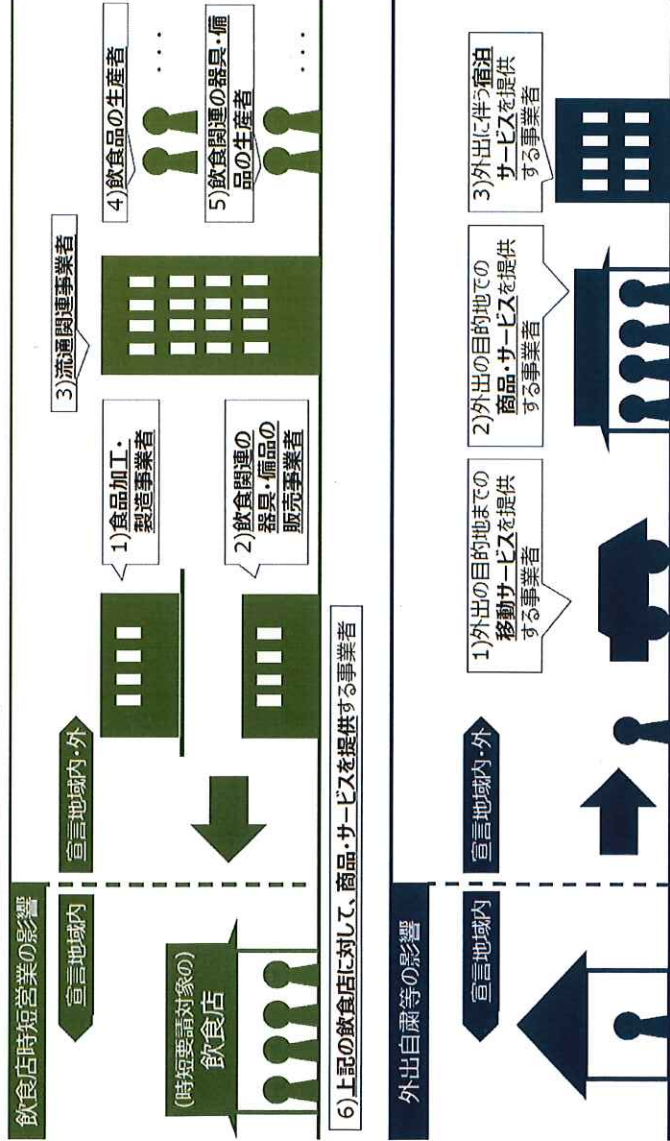 飲食店時短営業の影響
宣言地域内
宣言地域内・外
(時短要請対象の)
飲食店
1)食品加工・
製造事業者
2)飲食関連の
器具・備品の
販売事業者
3)流通関連事業者
4)飲食品の生産者
・・・
5)飲食関連の器具・備
品の生産者
・・・
6)上記の飲食店に対して、商品・サービスを提供する事業者
外出自粛等の影響
宣言地域内
宣言地域内・外
1)外出の目的地までの
移動サービスを提供
する事業者
2)外出の目的地での
商品・サービスを提供
する事業者
3)外出に伴う宿泊
サービスを提供
する事業者